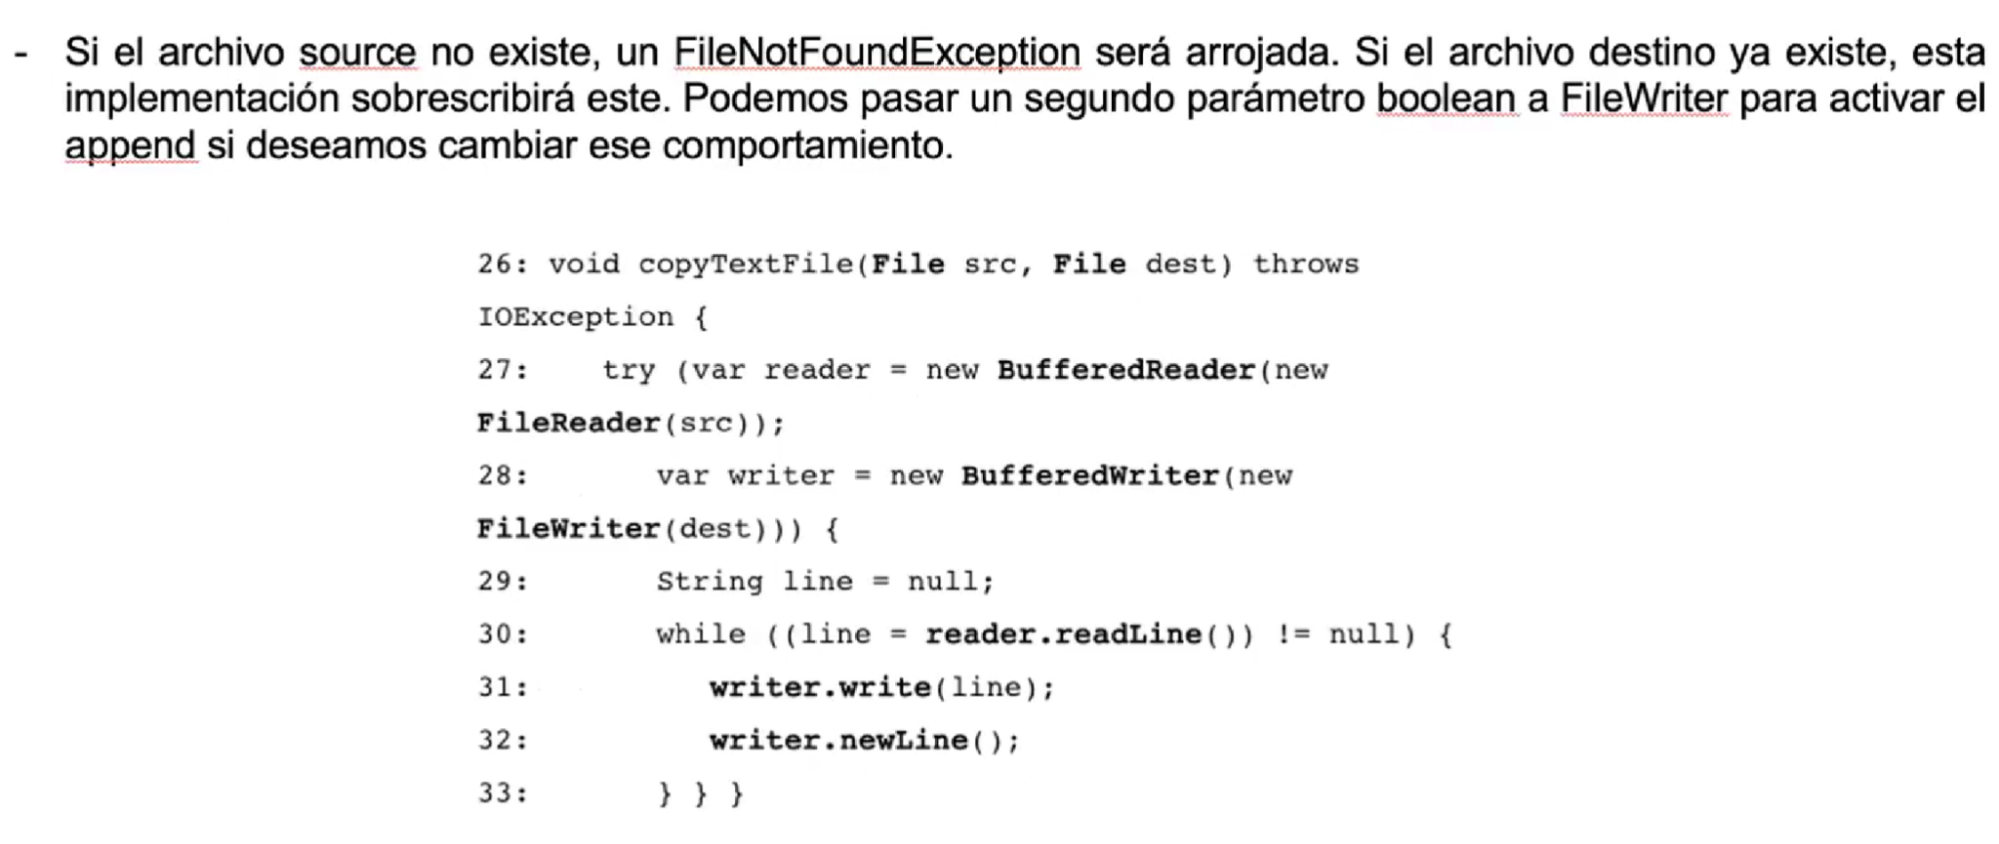 - Si el archivo source no existe, un FileNotFoundException será arrojada. Si el archivo destino ya existe, esta
implementación sobrescribirá este. Podemos pasar un segundo parámetro boolean a FileWriter para activar el
append si deseamos cambiar ese comportamiento.
26: void copyTextFile(File src, File dest) throws
IOException {
27:    try (var reader = new BufferedReader(new
FileReader(src));
28:       var writer = new BufferedWriter(new
FileWriter(dest))) {
29:       String line = null;
30:       while ((line = reader.readLine()) != null) {
31:          writer.write(line);
32:          writer.newLine();
33:       } } }